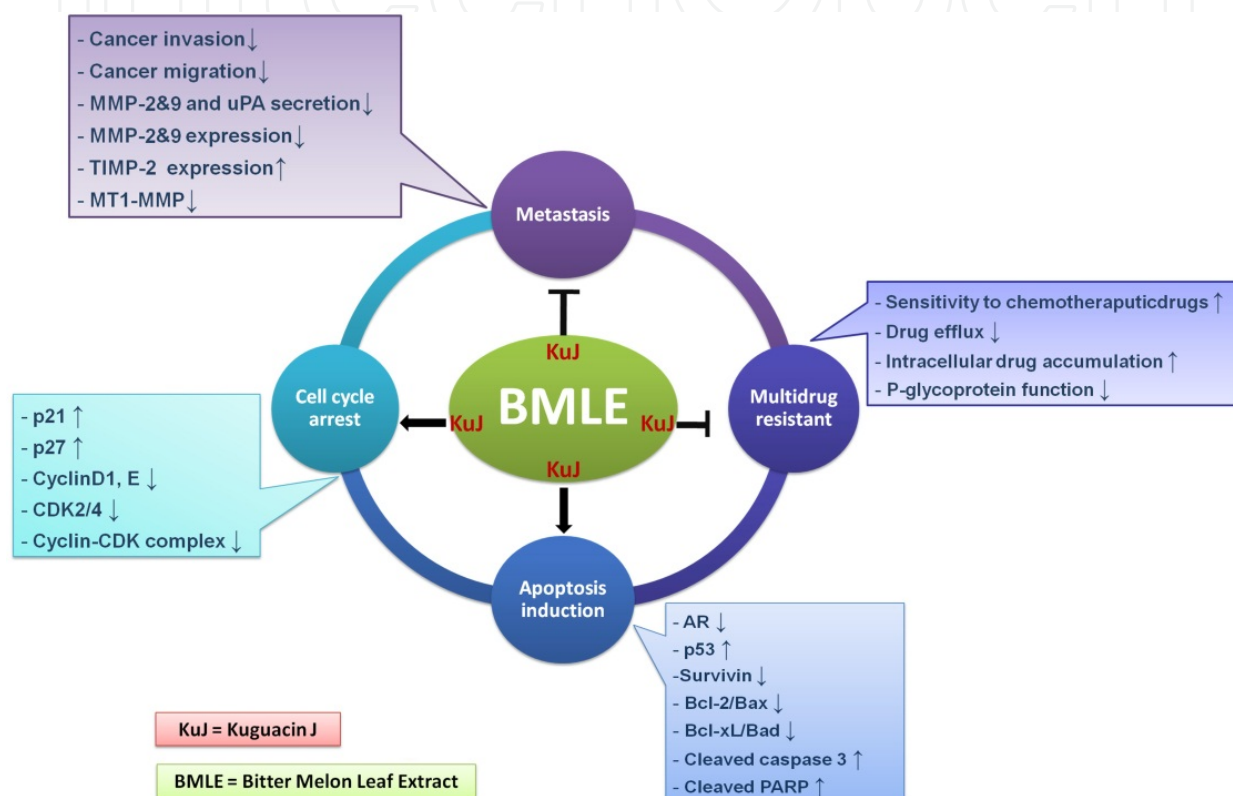 - Cancer invasion↓
- Cancer migration↓
- MMP-2&9 and uPA secretion↓
- MMP-2&9 expression↓
- TIMP-2 expression↑
- MT1-MMP↓
Metastasis
- Sensitivity to chemotheraputicdrugs ↑
- Drug efflux ↓
- Intracellular drug accumulation ↑
- P-glycoprotein function ↓
Multidrug
resistant
Cell cycle
arrest
- p21 ↑
- p27 ↑
- CyclinD1, E ↓
- CDK2/4 ↓
- Cyclin-CDK complex ↓
KuJ
BMLE
KuJ
KuJ
KuJ
Apoptosis
induction
- AR ↓
- p53 ↑
-Survivin ↓
- Bcl-2/Bax ↓
- Bcl-xL/Bad ↓
- Cleaved caspase 3 ↑
- Cleaved PARP ↑
KuJ = Kuguacin J
BMLE = Bitter Melon Leaf Extract